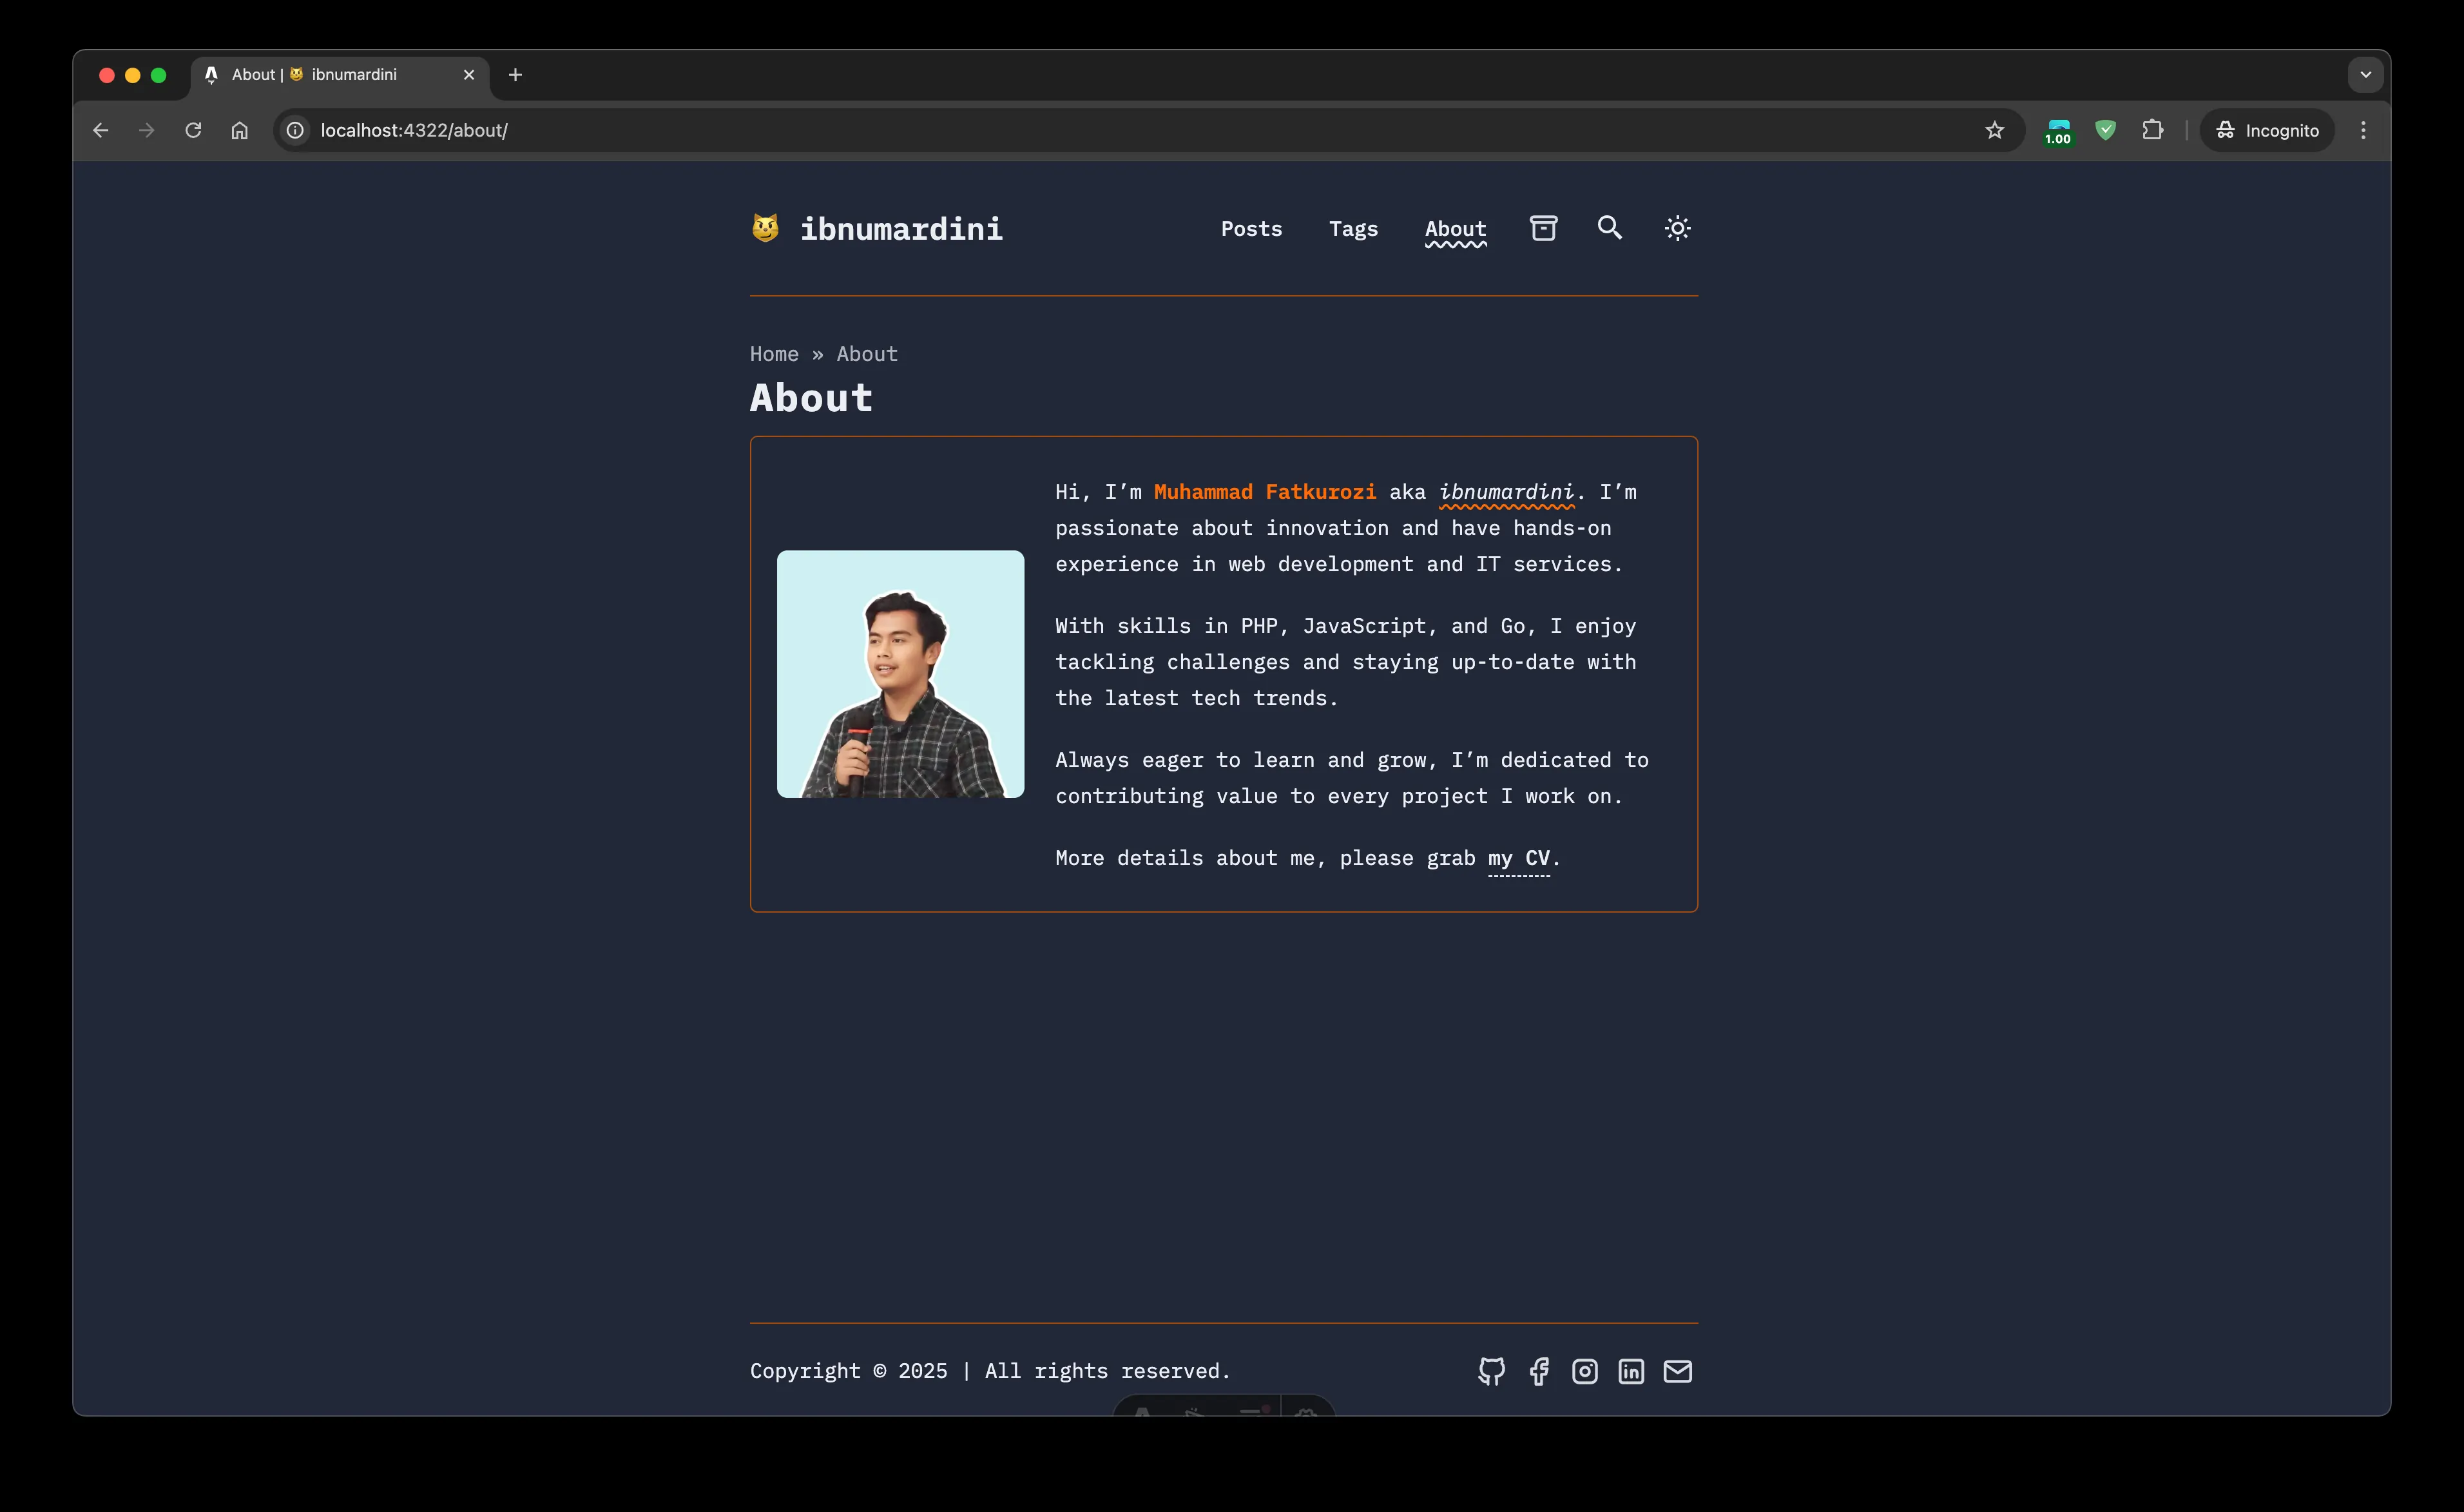 About | 😼 ibnumardini
localhost:4322/about/
1.00
Incognito
😼 ibnumardini
Posts Tags About
Home » About
About
Hi, I’m Muhammad Fatkurozi aka ibnumardini. I’m
passionate about innovation and have hands-on
experience in web development and IT services.
With skills in PHP, JavaScript, and Go, I enjoy
tackling challenges and staying up-to-date with
the latest tech trends.
Always eager to learn and grow, I’m dedicated to
contributing value to every project I work on.
More details about me, please grab my CV.
Copyright © 2025 | All rights reserved.